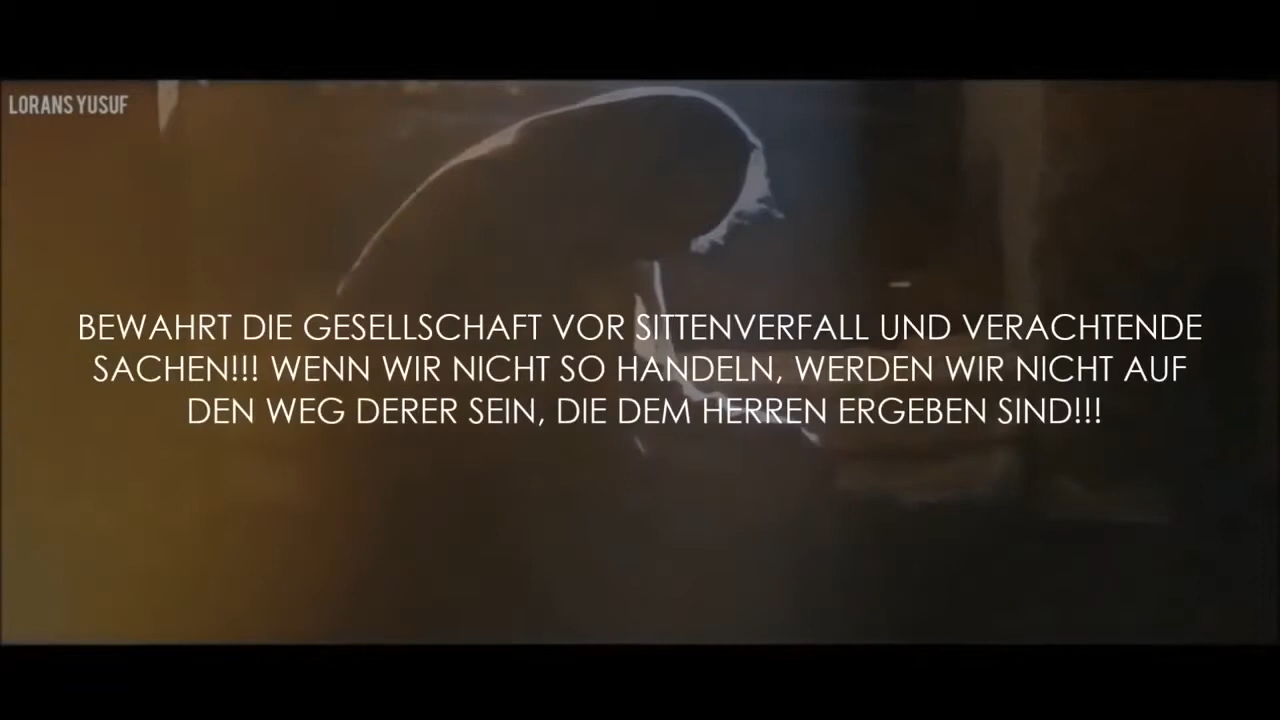 LORANS YUSUF
BEWAHRT DIE GESELLSCHAFT VOR SITTENVERFALL UND VERACHTENDE
SACHEN!!! WENN WIR NICHT SO HANDELN, WERDEN WIR NICHT AUF
DEN WEG DERER SEIN, DIE DEM HERREN ERGEBEN SIND!!!